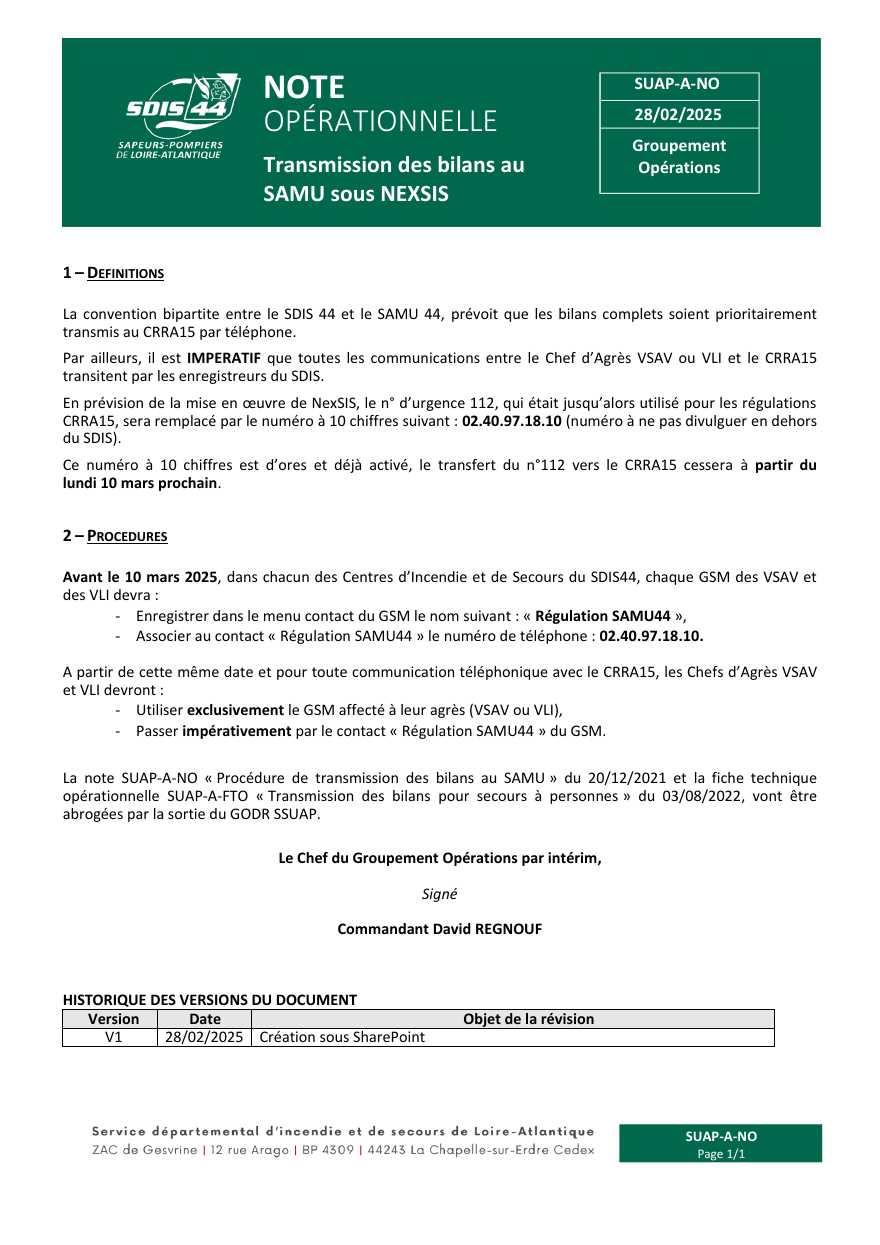 SDIS 44
SAPEURS-POMPIERS
DE LOIRE-ATLANTIQUE
NOTE
OPÉRATIONNELLE
Transmission des bilans au
SAMU sous NEXSIS
SUAP-A-NO
28/02/2025
Groupement
Opérations
1 – DEFINITIONS
La convention bipartite entre le SDIS 44 et le SAMU 44, prévoit que les bilans complets soient prioritairement
transmis au CRRA15 par téléphone.
Par ailleurs, il est IMPERATIF que toutes les communications entre le Chef d’Agrès VSAV ou VLI et le CRRA15
transitent par les enregistreurs du SDIS.
En prévision de la mise en œuvre de NexSIS, le n° d’urgence 112, qui était jusqu’alors utilisé pour les régulations
CRRA15, sera remplacé par le numéro à 10 chiffres suivant : 02.40.97.18.10 (numéro à ne pas divulguer en dehors
du SDIS).
Ce numéro à 10 chiffres est d’ores et déjà activé, le transfert du n°112 vers le CRRA15 cessera à partir du
lundi 10 mars prochain.
2 – PROCEDURES
Avant le 10 mars 2025, dans chacun des Centres d’Incendie et de Secours du SDIS44, chaque GSM des VSAV et
des VLI devra :
- Enregistrer dans le menu contact du GSM le nom suivant : « Régulation SAMU44 »,
- Associer au contact « Régulation SAMU44 » le numéro de téléphone : 02.40.97.18.10.
A partir de cette même date et pour toute communication téléphonique avec le CRRA15, les Chefs d’Agrès VSAV
et VLI devront :
- Utiliser exclusivement le GSM affecté à leur agrès (VSAV ou VLI),
- Passer impérativement par le contact « Régulation SAMU44 » du GSM.
La note SUAP-A-NO « Procédure de transmission des bilans au SAMU » du 20/12/2021 et la fiche technique
opérationnelle SUAP-A-FTO « Transmission des bilans pour secours à personnes » du 03/08/2022, vont être
abrogées par la sortie du GODR SSUAP.
Le Chef du Groupement Opérations par intérim,
Signé
Commandant David REGNOUF
HISTORIQUE DES VERSIONS DU DOCUMENT
Version Date Objet de la révision
V1 28/02/2025 Création sous SharePoint
Service départemental d’incendie et de secours de Loire-Atlantique
ZAC de Gesvrine | 12 rue Arago | BP 4309 | 44243 La Chapelle-sur-Erdre Cedex
SUAP-A-NO
Page 1/1